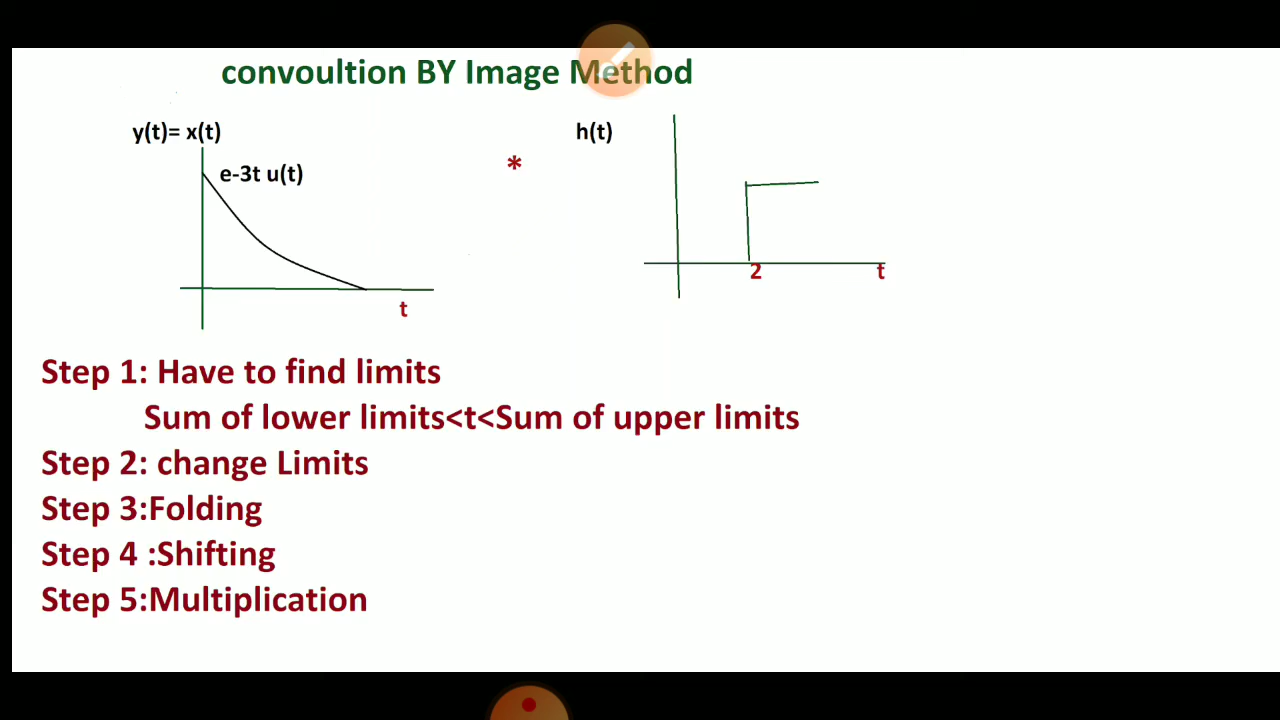 convoultion BY Image Method
y(t)= x(t)
h(t)
*
e-3t u(t)
2
t
t
Step 1: Have to find limits
Sum of lower limits<t<Sum of upper limits
Step 2: change Limits
Step 3:Folding
Step 4 :Shifting
Step 5:Multiplication